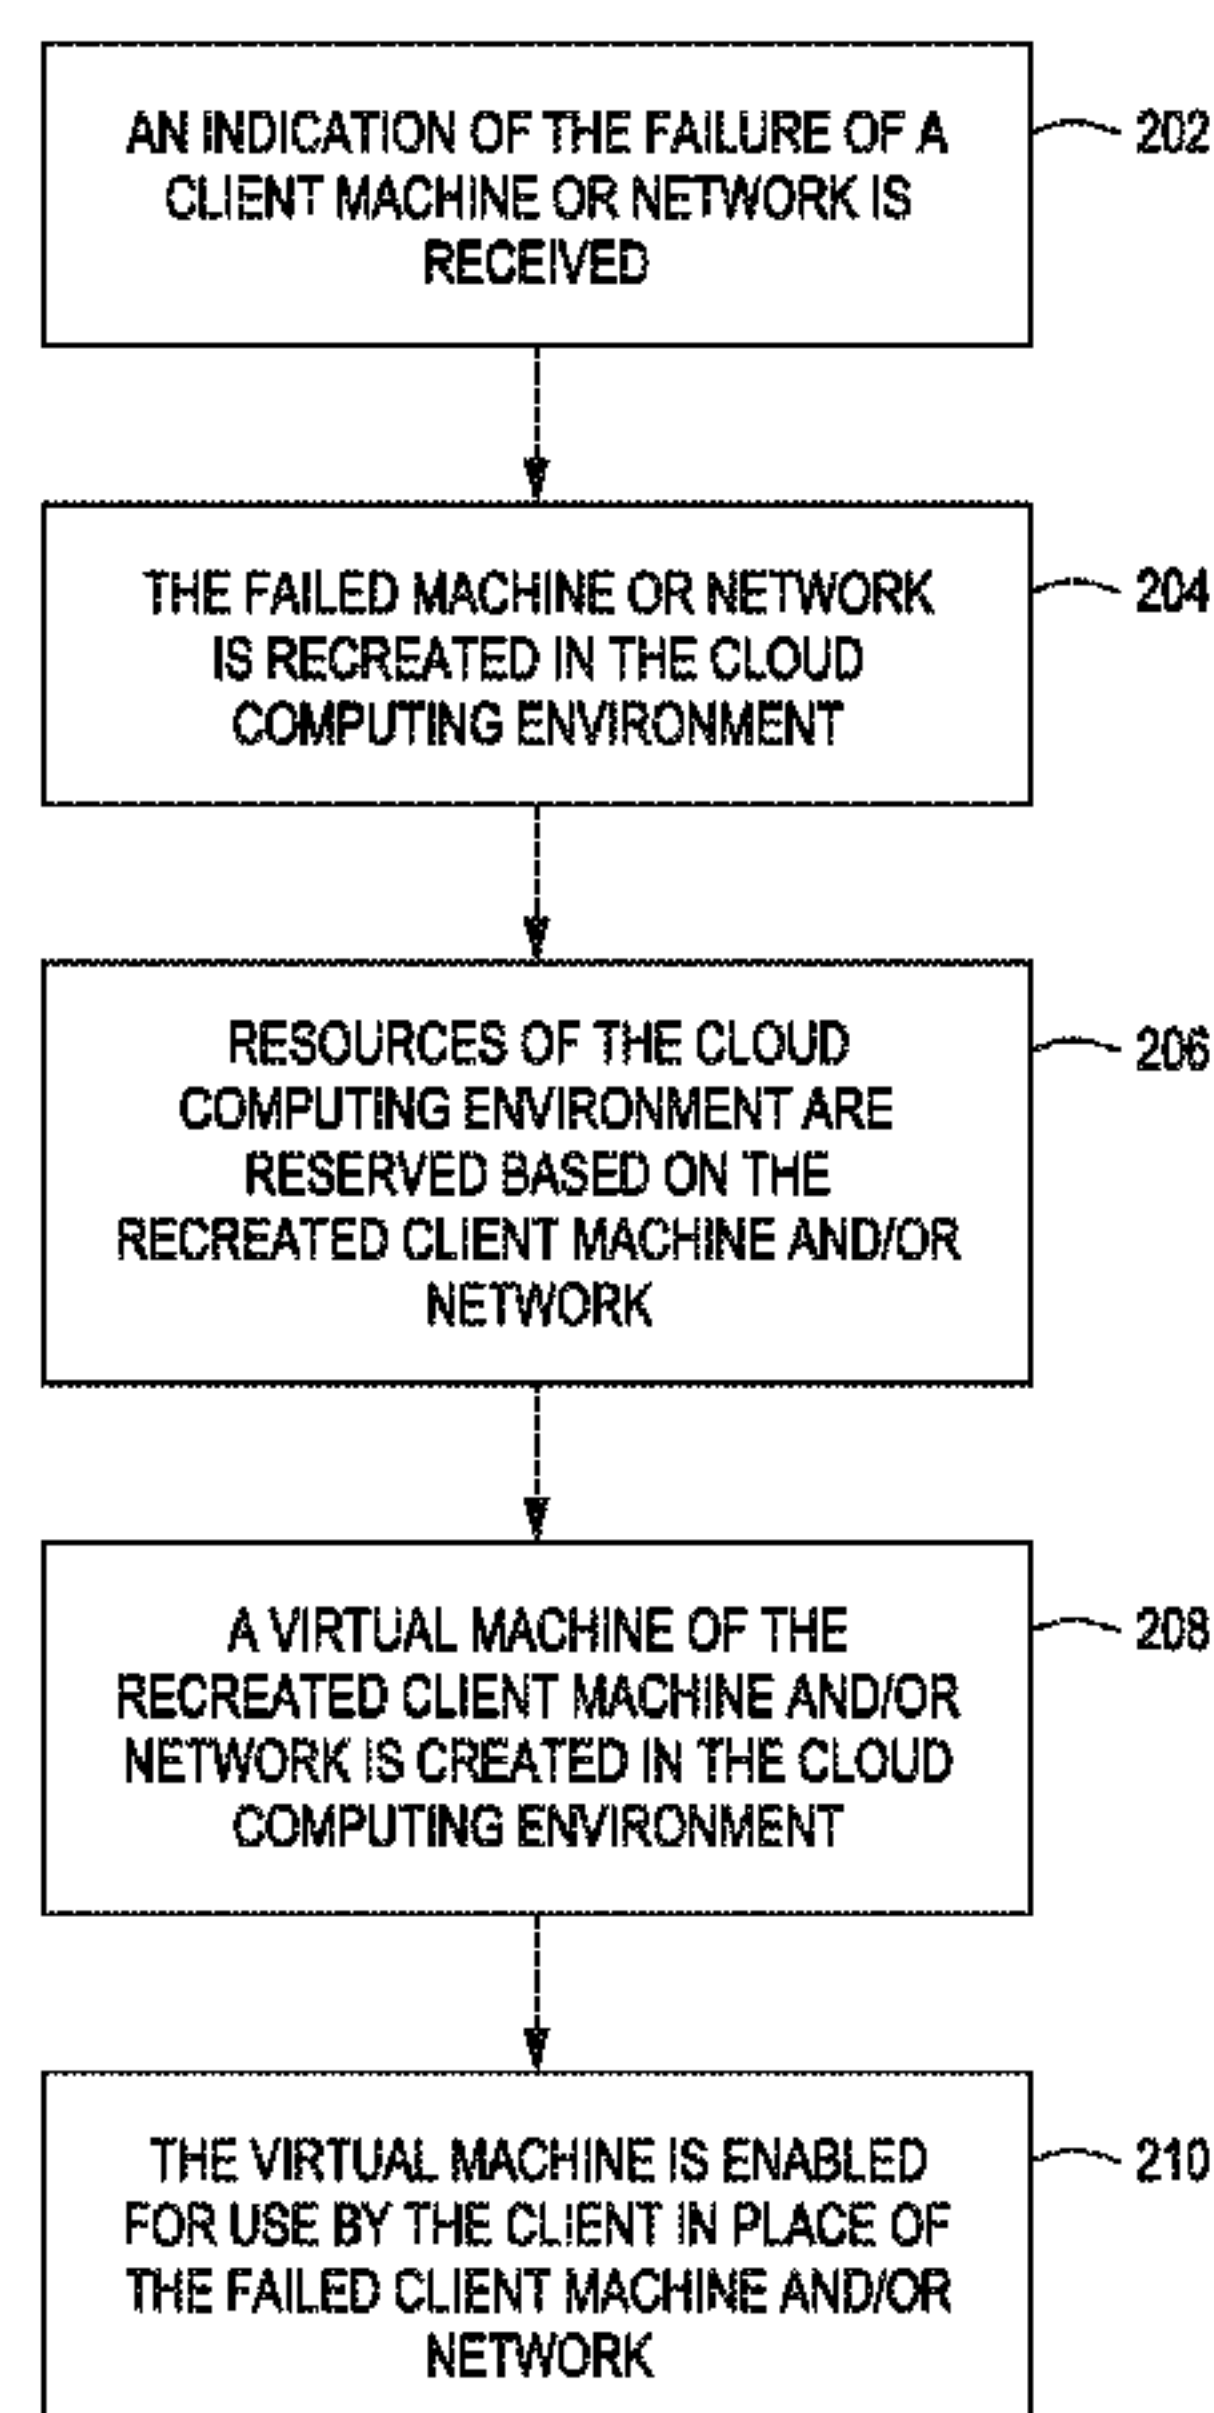 AN INDICATION OF THE FAILURE OF A
CLIENT MACHINE OR NETWORK IS
RECEIVED
202
THE FAILED MACHINE OR NETWORK
IS RECREATED IN THE CLOUD
COMPUTING ENVIRONMENT
204
RESOURCES OF THE CLOUD
COMPUTING ENVIRONMENT ARE
RESERVED BASED ON THE
RECREATED CLIENT MACHINE AND/OR
NETWORK
206
A VIRTUAL MACHINE OF THE
RECREATED CLIENT MACHINE AND/OR
NETWORK IS CREATED IN THE CLOUD
COMPUTING ENVIRONMENT
208
THE VIRTUAL MACHINE IS ENABLED
FOR USE BY THE CLIENT IN PLACE OF
THE FAILED CLIENT MACHINE AND/OR
NETWORK
210